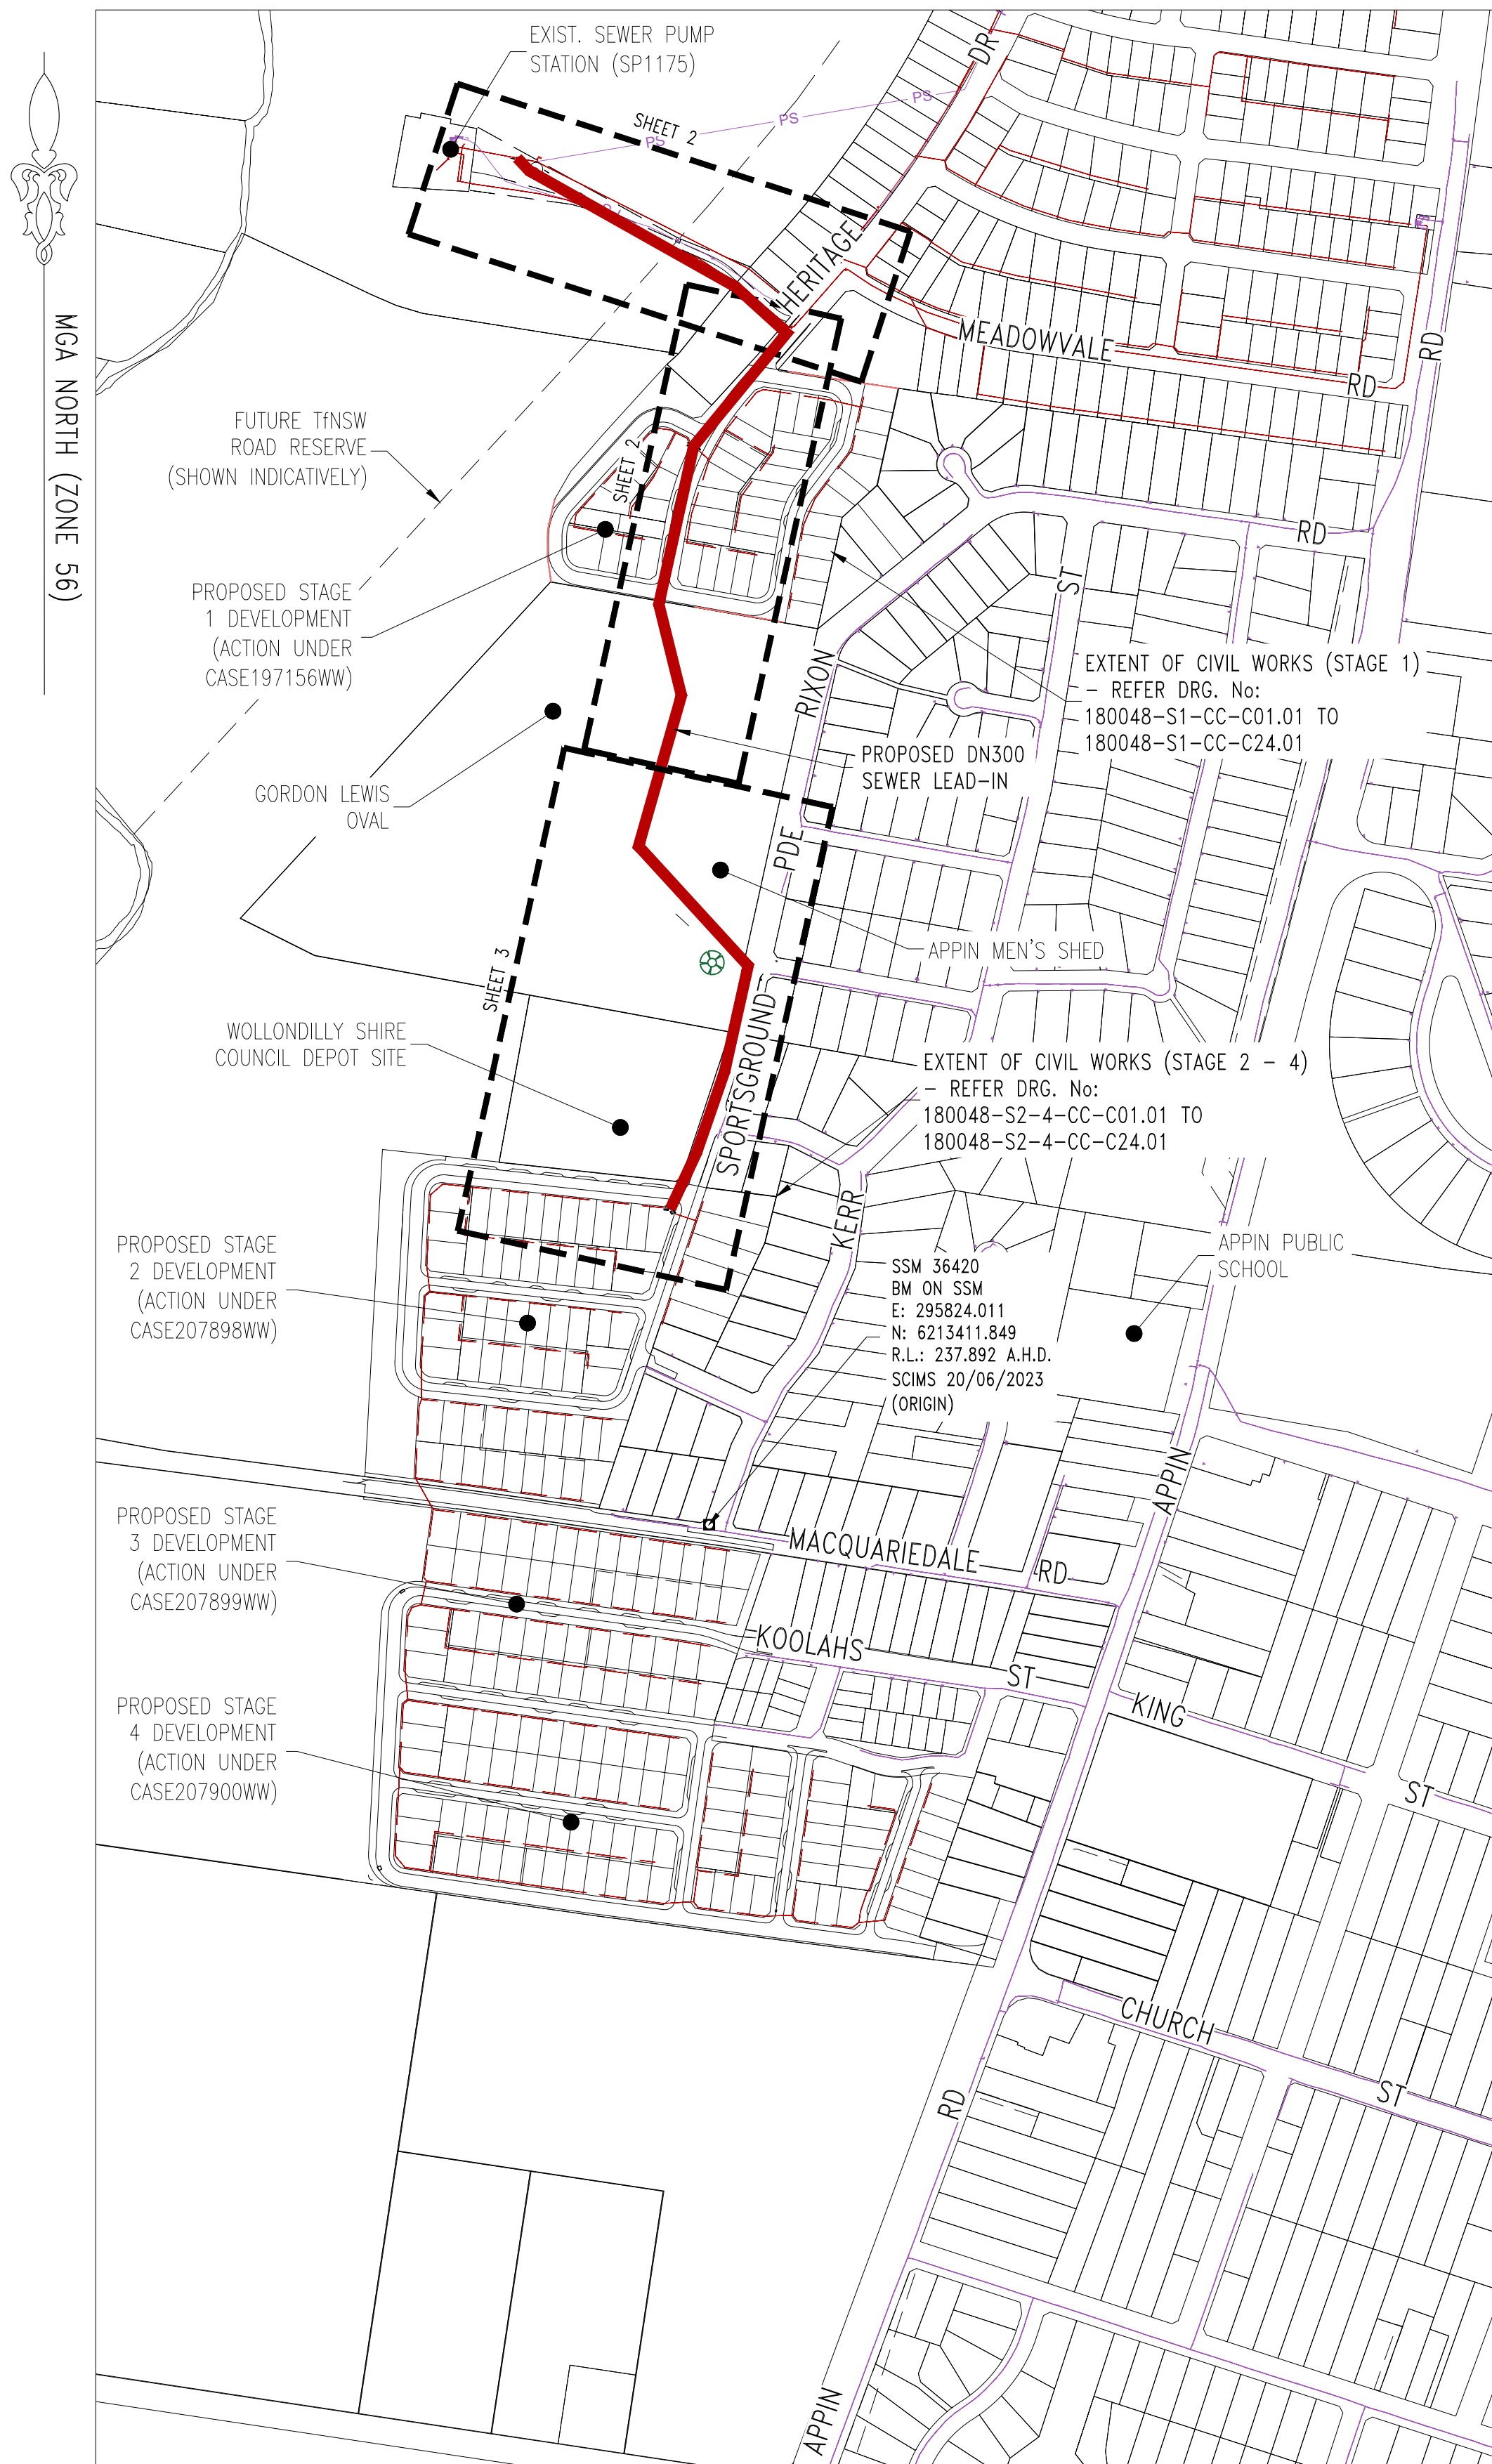 EXIST. SEWER PUMP
STATION (SP1175)
DR
PS
PS
PS
SHEET 2
HERITAGE
MEADOWVALE
RD
RD
MGA NORTH (ZONE 56)
FUTURE TfNSW
ROAD RESERVE
(SHOWN INDICATIVELY)
SHEET 2
RD
ST
PROPOSED STAGE
1 DEVELOPMENT
(ACTION UNDER
CASE197156WW)
RIXON
EXTENT OF CIVIL WORKS (STAGE 1)
- REFER DRG. No:
180048-S1-CC-C01.01 TO
180048-S1-CC-C24.01
PROPOSED DN300
SEWER LEAD-IN
GORDON LEWIS
OVAL
PDE
APPIN MEN'S SHED
SHEET 3
WOLLONDILLY SHIRE
COUNCIL DEPOT SITE
SPORTSGROUND
EXTENT OF CIVIL WORKS (STAGE 2 - 4)
- REFER DRG. No:
180048-S2-4-CC-C01.01 TO
180048-S2-4-CC-C24.01
KERR
APPIN PUBLIC
SCHOOL
PROPOSED STAGE
2 DEVELOPMENT
(ACTION UNDER
CASE207898WW)
SSM 36420
BM ON SSM
E: 295824.011
N: 6213411.849
R.L.: 237.892 A.H.D.
SCIMS 20/06/2023
(ORIGIN)
APPIN
PROPOSED STAGE
3 DEVELOPMENT
(ACTION UNDER
CASE207899WW)
MACQUARIEDALE
RD
KOOLAHS
ST
KING
ST
PROPOSED STAGE
4 DEVELOPMENT
(ACTION UNDER
CASE207900WW)
CHURCH
ST
RD
APPIN